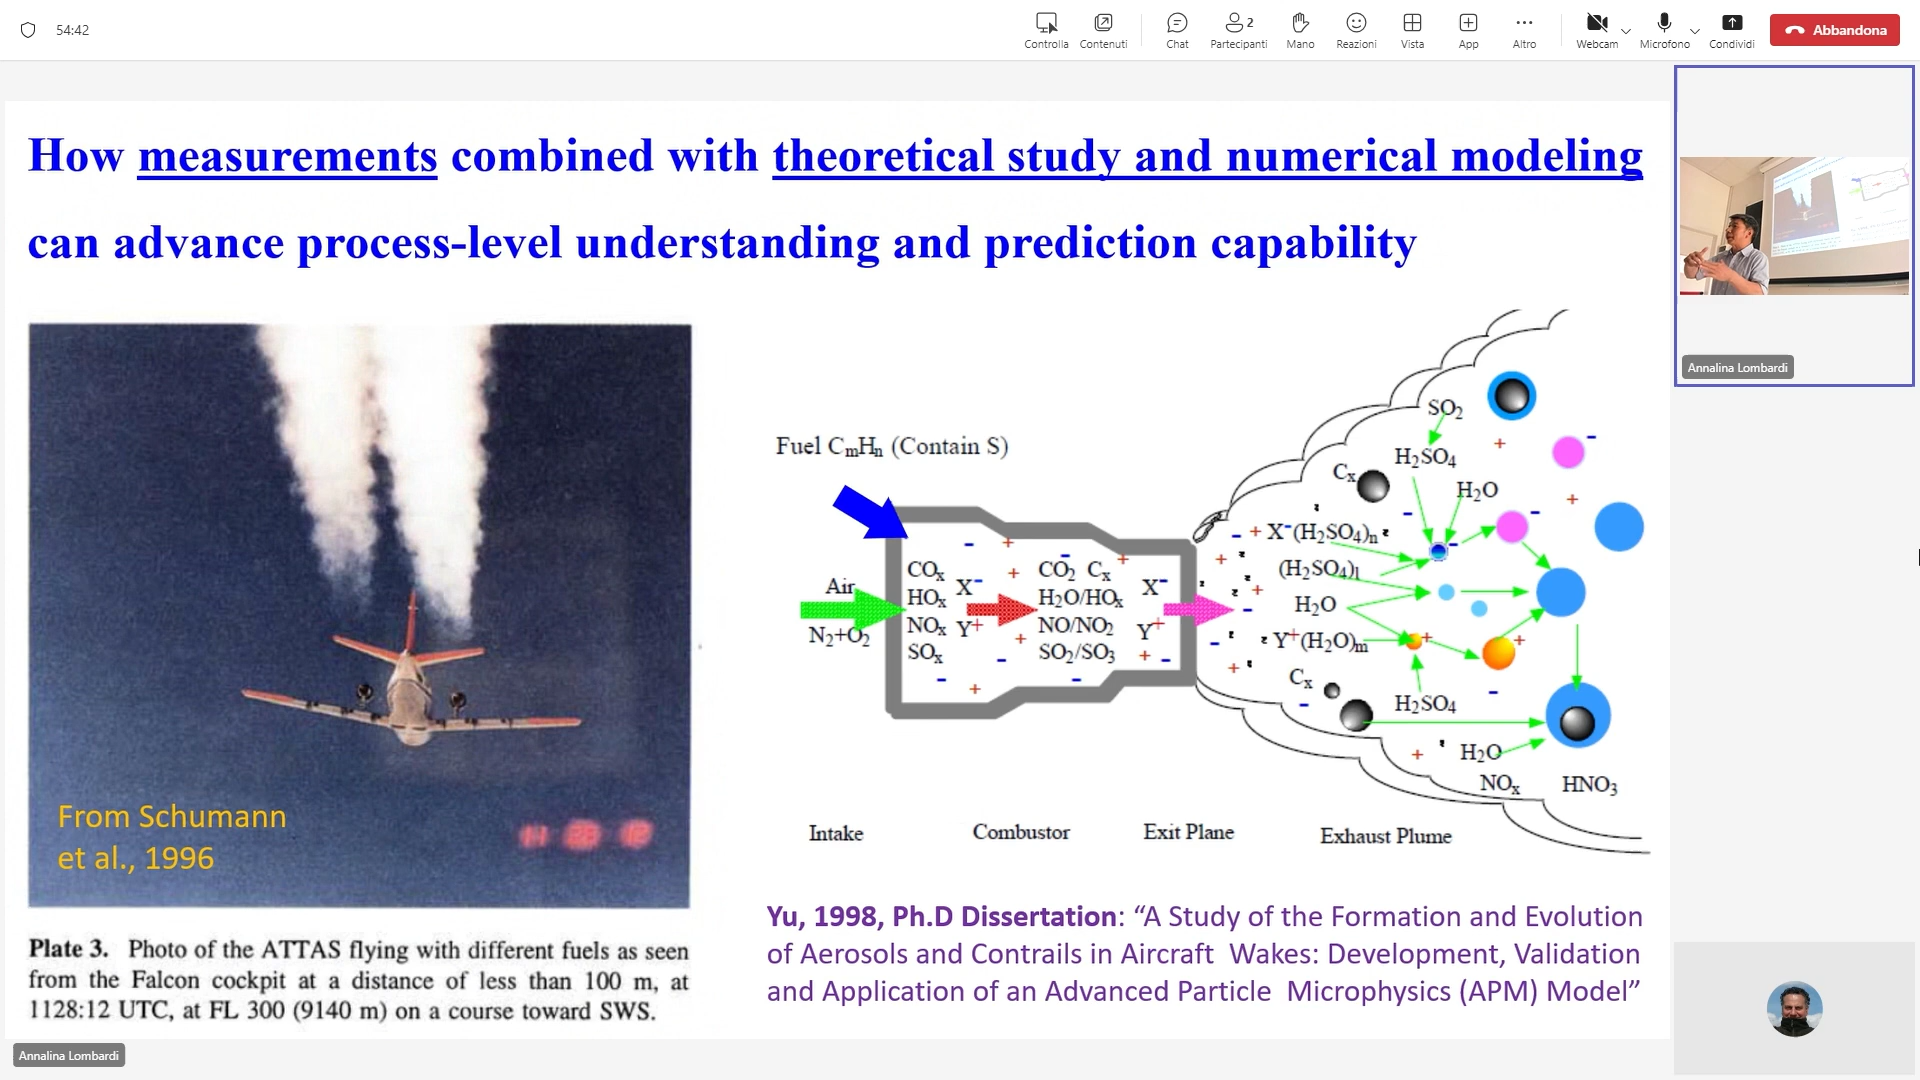 54:42
Controlla
Contenuti
Chat
2
Partecipanti
Mano
Reazioni
Vista
App
Altro
Webcam
Microfono
Condividi
Abbandona
How measurements combined with theoretical study and numerical modeling
can advance process-level understanding and prediction capability
From Schumann
et al., 1996
11 28 12
Plate 3. Photo of the ATTAS flying with different fuels as seen
from the Falcon cockpit at a distance of less than 100 m, at
1128:12 UTC, at FL 300 (9140 m) on a course toward SWS.
Fuel CmHn (Contain S)
Air
N2+O2
COx
HOx
NOx
SOx
X-
Y+
CO2 Cx
H2O/HOx
NO/NO2
SO2/SO3
X-
Y+
SO2
H2SO4
Cx
H2O
X-(H2SO4)n
(H2SO4)l
H2O
Y+(H2O)m
Cx
H2SO4
H2O
NOx
HNO3
Intake
Combustor
Exit Plane
Exhaust Plume
Yu, 1998, Ph.D Dissertation: “A Study of the Formation and Evolution
of Aerosols and Contrails in Aircraft Wakes: Development, Validation
and Application of an Advanced Particle Microphysics (APM) Model”
Annalina Lombardi
Annalina Lombardi